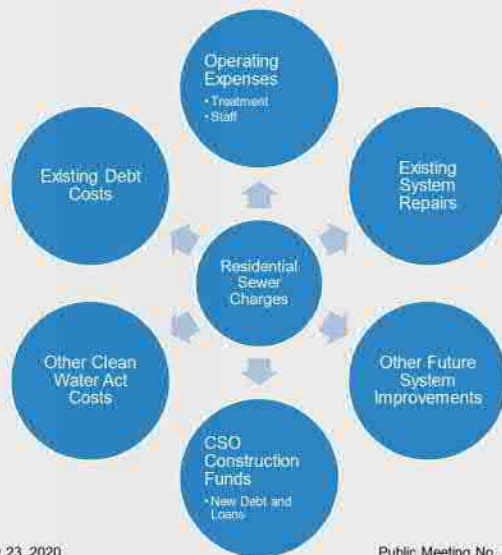 Operating
Expenses
• Treatment
• Staff
Existing Debt
Costs
Existing
System
Repairs
Residential
Sewer
Charges
Other Clean
Water Act
Costs
Other Future
System
Improvements
CSO
Construction
Funds
• New Debt and
Loans
23, 2020
Public Meeting No